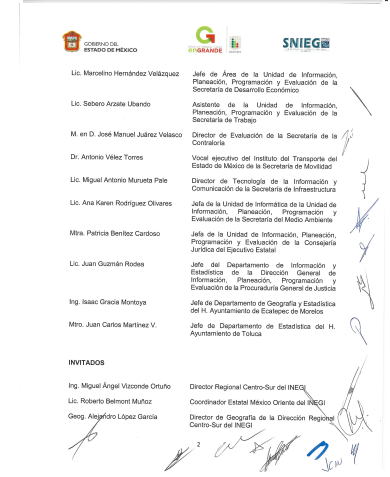 GOBIERNO DEL
ESTADO DE MÉXICO
enGRANDE
SNIEG
Lic. Marcelino Hernández Velázquez
Jefe de Área de la Unidad de Información,
Planeación, Programación y Evaluación de la
Secretaría de Desarrollo Económico
Lic. Sebero Arzate Ubando
Asistente de la Unidad de Información,
Planeación, Programación y Evaluación de la
Secretaría de Trabajo
M. en D. José Manuel Juárez Velasco
Director de Evaluación de la Secretaría de la
Contraloría
Dr. Antonio Vélez Torres
Vocal ejecutivo del Instituto del Transporte del
Estado de México de la Secretaría de Movilidad
Lic. Miguel Antonio Murueta Pale
Director de Tecnología de la Información y
Comunicación de la Secretaría de Infraestructura
Lic. Ana Karen Rodríguez Olivares
Jefa de la Unidad de Informática de la Unidad de
Información, Planeación, Programación y
Evaluación de la Secretaría del Medio Ambiente
Mtra. Patricia Benítez Cardoso
Jefa de la Unidad de Información, Planeación,
Programación y Evaluación de la Consejería
Jurídica del Ejecutivo Estatal
Lic. Juan Guzmán Rodea
Jefe del Departamento de Información y
Estadística de la Dirección General de
Información, Planeación, Programación y
Evaluación de la Procuraduría General de Justicia
Ing. Isaac Gracia Montoya
Jefe de Departamento de Geografía y Estadística
del H. Ayuntamiento de Ecatepec de Morelos
Mtro. Juan Carlos Martínez V.
Jefe de Departamento de Estadística del H.
Ayuntamiento de Toluca
INVITADOS
Ing. Miguel Ángel Vizconde Ortuño
Director Regional Centro-Sur del INEGI
Lic. Roberto Belmont Muñoz
Coordinador Estatal México Oriente del INEGI
Geog. Alejandro López García
Director de Geografía de la Dirección Regional
Centro-Sur del INEGI
2